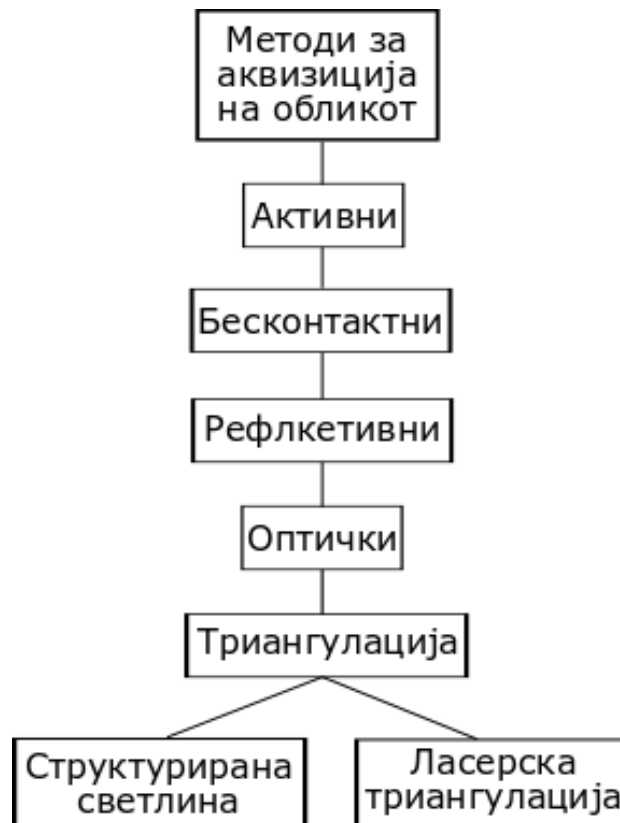 Методи за
аквизиција
на обликот
Активни
Бесконтактни
Рефлкетивни
Оптички
Триангулација
Структурирана
светлина
Ласерска
триангулација